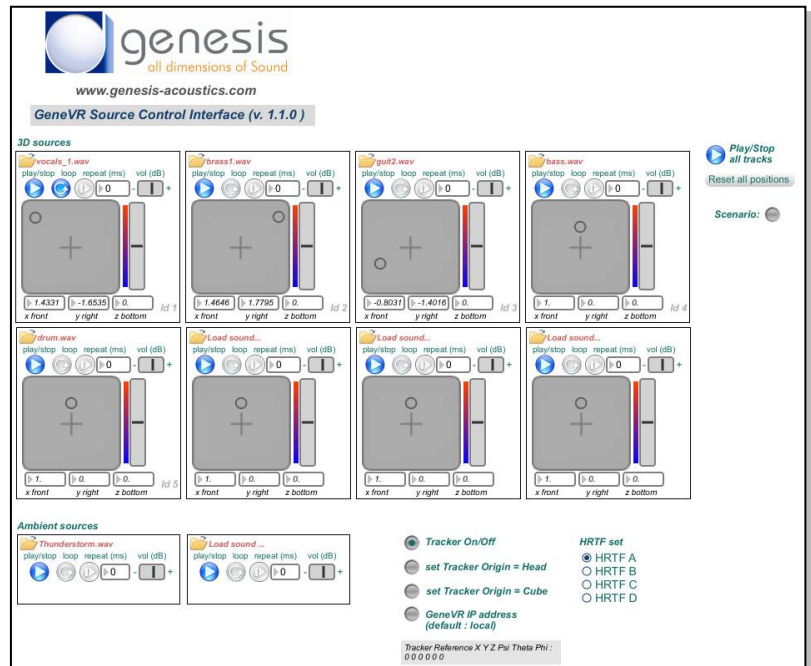 genesis
all dimensions of Sound
www.genesis-acoustics.com
GeneVR Source Control Interface (v. 1.1.0 )
3D sources
vocals_1.wav
play/stop loop repeat (ms) vol (dB)
0 - +
1.4331 -1.6535 0.
x front y right z bottom
Id 1
brass1.wav
play/stop loop repeat (ms) vol (dB)
0 - +
1.4646 1.7795 0.
x front y right z bottom
Id 2
guit2.wav
play/stop loop repeat (ms) vol (dB)
0 - +
-0.8031 -1.4016 0.
x front y right z bottom
Id 3
bass.wav
play/stop loop repeat (ms) vol (dB)
0 - +
1. 0. 0.
x front y right z bottom
Id 4
Play/Stop
all tracks
Reset all positions
Scenario:
drum.wav
play/stop loop repeat (ms) vol (dB)
0 - +
1. 0. 0.
x front y right z bottom
Id 5
Load sound...
play/stop loop repeat (ms) vol (dB)
0 - +
1. 0. 0.
x front y right z bottom
Load sound...
play/stop loop repeat (ms) vol (dB)
0 - +
1. 0. 0.
x front y right z bottom
Load sound...
play/stop loop repeat (ms) vol (dB)
0 - +
1. 0. 0.
x front y right z bottom
Ambient sources
Thunderstorm.wav
play/stop loop repeat (ms) vol (dB)
0 - +
Load sound ...
play/stop loop repeat (ms) vol (dB)
0 - +
Tracker On/Off
set Tracker Origin = Head
set Tracker Origin = Cube
GeneVR IP address
(default : local)
Tracker Reference X Y Z Psi Theta Phi :
0 0 0 0 0 0
HRTF set
HRTF A
HRTF B
HRTF C
HRTF D